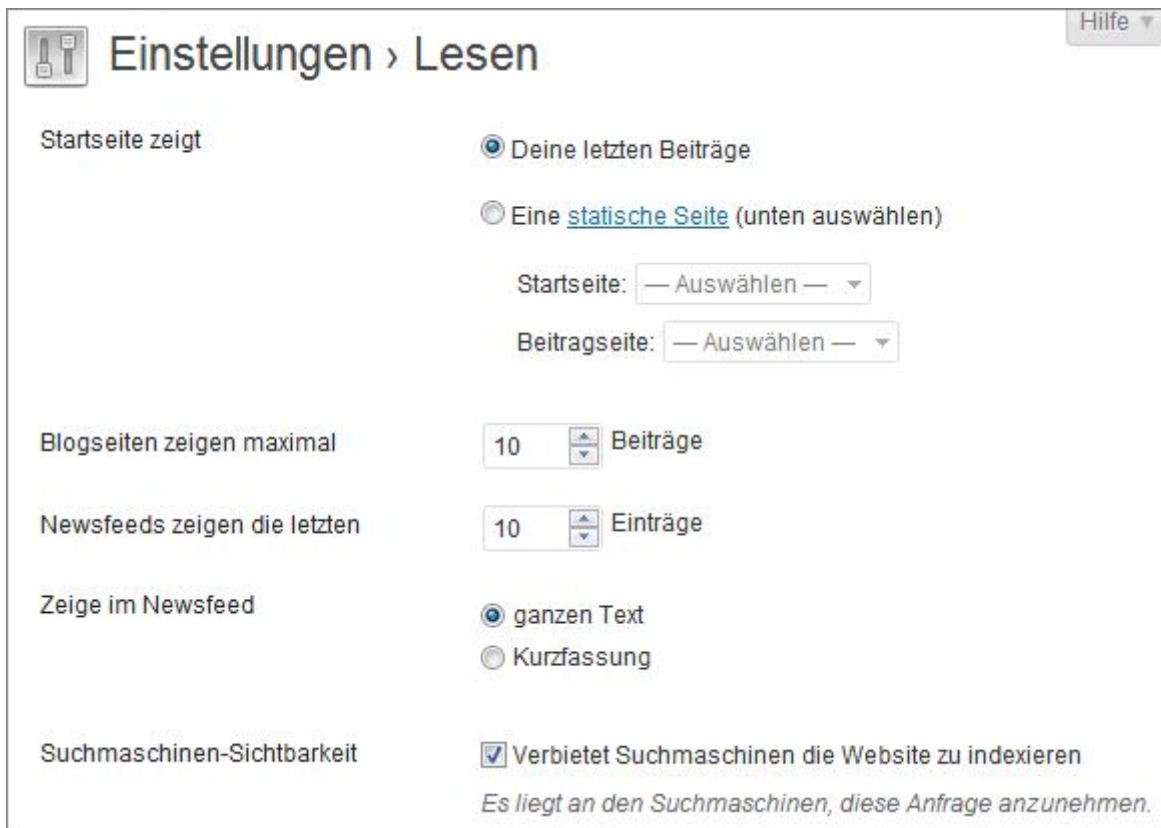 Hilfe
Einstellungen › Lesen
Startseite zeigt
Deine letzten Beiträge
Eine statische Seite (unten auswählen)
Startseite: — Auswählen —
Beitragseite: — Auswählen —
Blogseiten zeigen maximal 10 Beiträge
Newsfeeds zeigen die letzten 10 Einträge
Zeige im Newsfeed
ganzen Text
Kurzfassung
Suchmaschinen-Sichtbarkeit
Verbietet Suchmaschinen die Website zu indexieren
Es liegt an den Suchmaschinen, diese Anfrage anzunehmen.